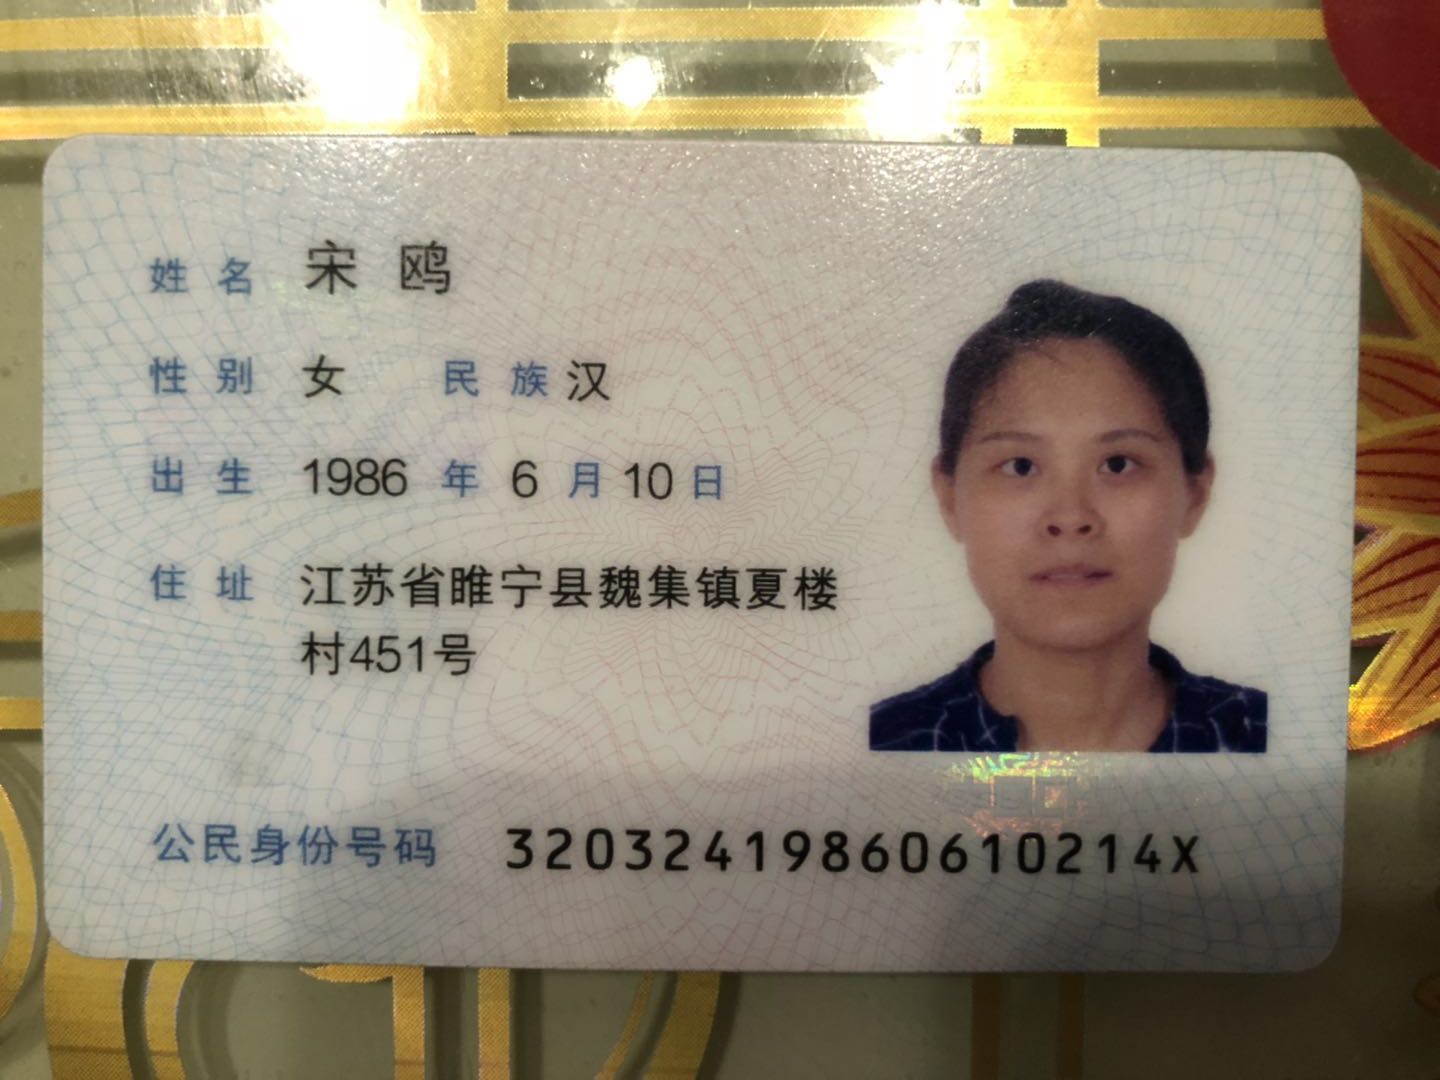 姓名 宋鸥
性别 女 民族 汉
出生 1986 年 6 月 10 日
住址 江苏省睢宁县魏集镇夏楼
村451号
公民身份号码 32032419860610214X